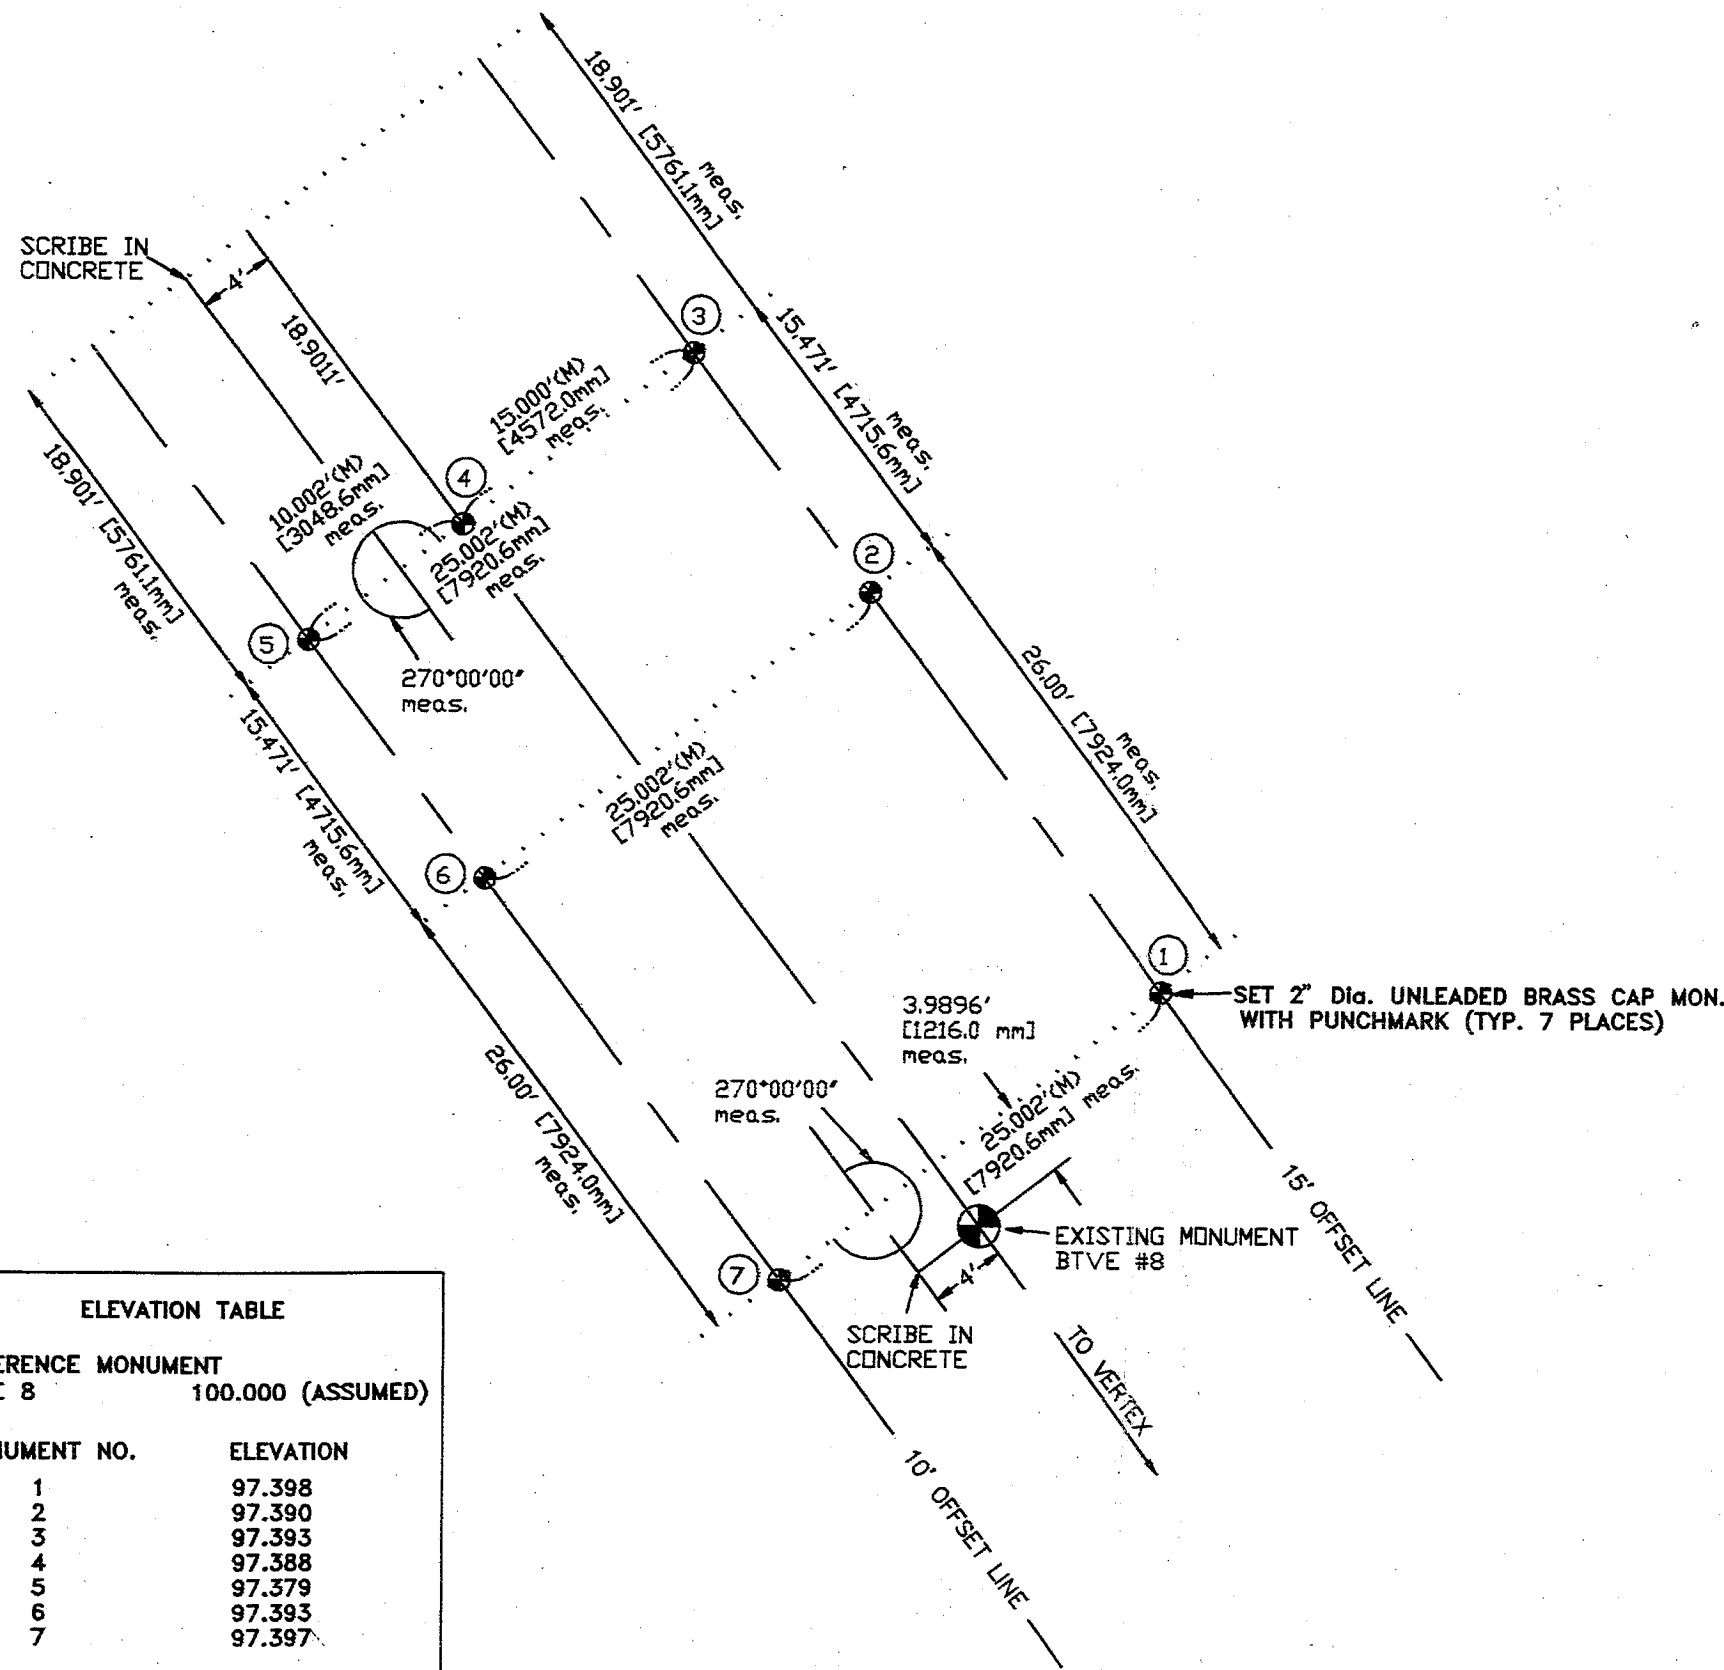 18.901' [5761.1mm]
meas.
SCRIBE IN
CONCRETE
4'
18.9011'
3
15.000'(M)
[4572.0mm]
meas.
15.471' [4715.6mm]
meas.
18.901' [5761.1mm]
meas.
10.002'(M)
[3048.6mm]
meas.
4
25.002'(M)
[7920.6mm]
meas.
2
5
270°00'00"
meas.
26.00' [7924.0mm]
meas.
15.471' [4715.6mm]
meas.
25.002'(M)
[7920.6mm]
meas.
6
1
SET 2" Dia. UNLEADED BRASS CAP MON.
WITH PUNCHMARK (TYP. 7 PLACES)
3.9896'
[1216.0 mm]
meas.
26.00' [7924.0mm]
meas.
270°00'00"
meas.
25.002'(M)
[7920.6mm] meas.
15' OFFSET LINE
EXISTING MONUMENT
BTVE #8
7
4'
SCRIBE IN
CONCRETE
TO VERTEX
10' OFFSET LINE
ELEVATION TABLE
ERENCE MONUMENT
8 100.000 (ASSUMED)
NUMENT NO. ELEVATION
1 97.398
2 97.390
3 97.393
4 97.388
5 97.379
6 97.393
7 97.397